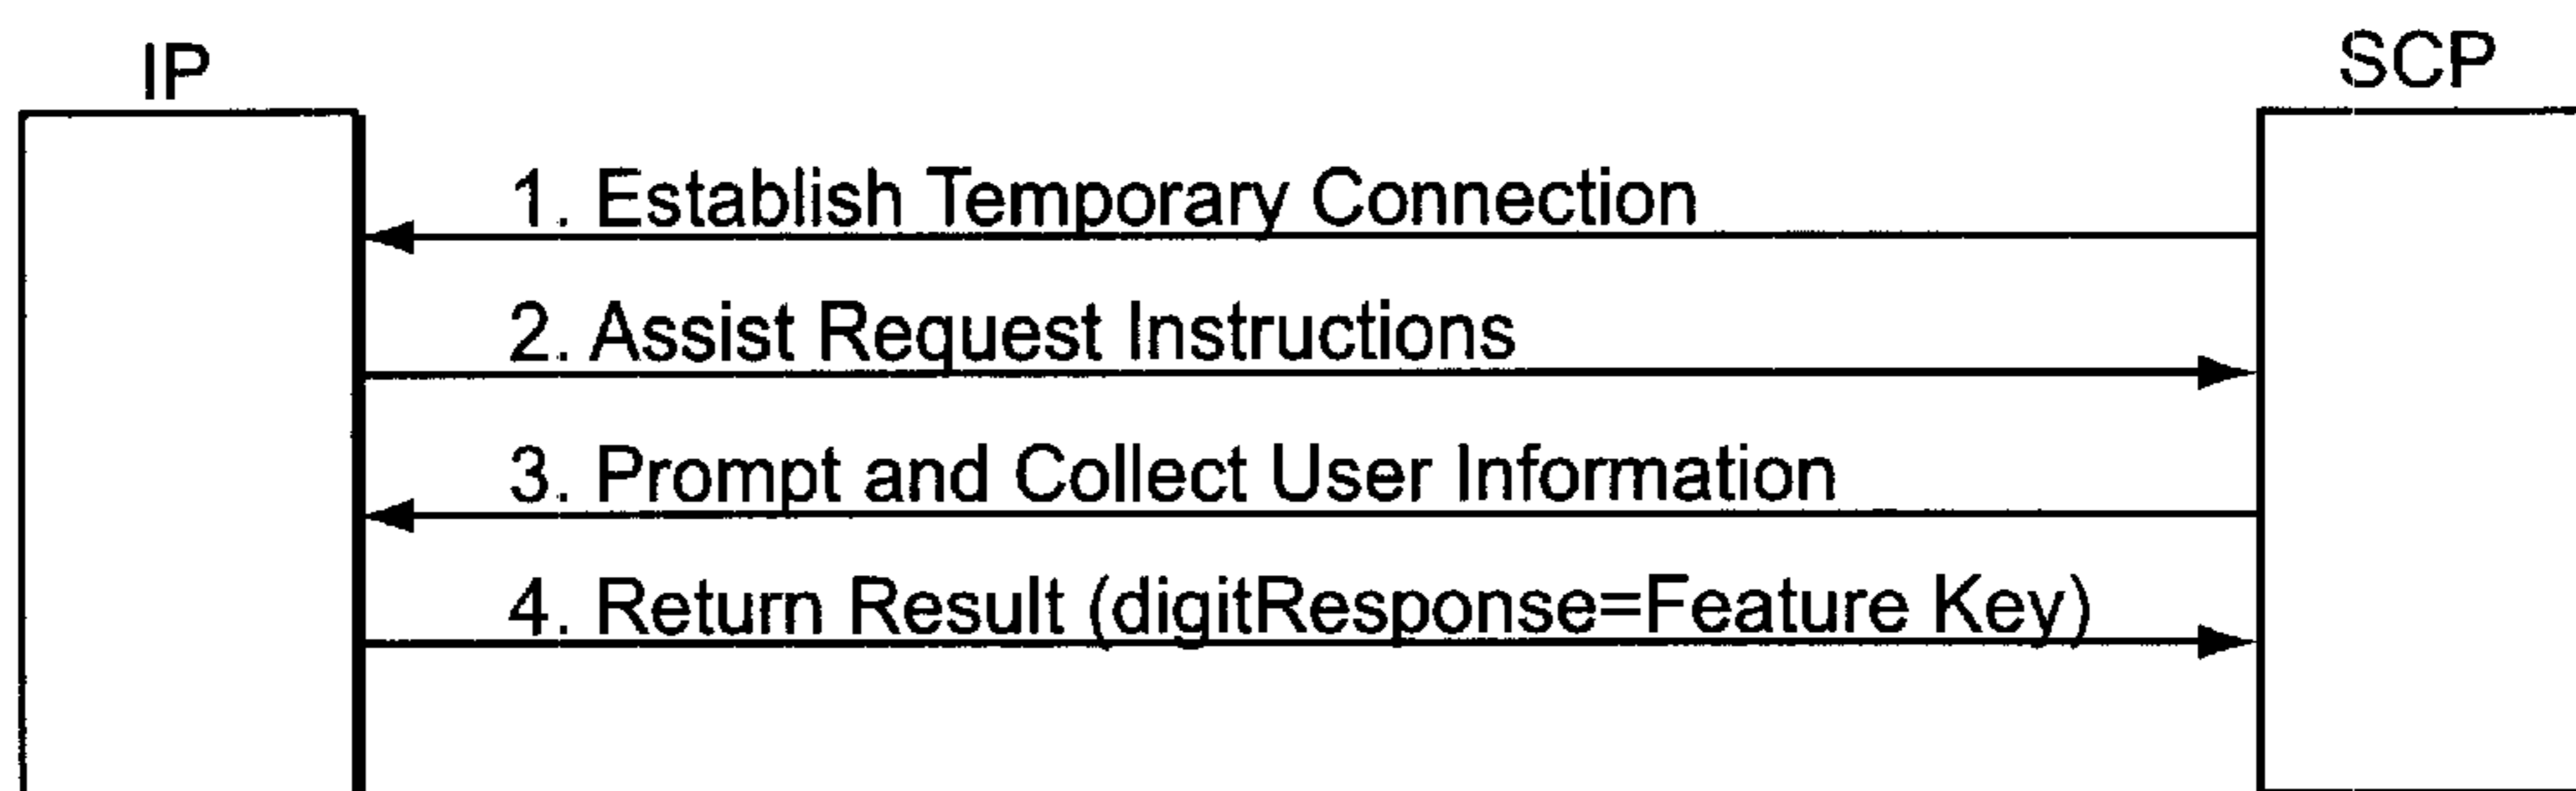 IP
SCP
1. Establish Temporary Connection
2. Assist Request Instructions
3. Prompt and Collect User Information
4. Return Result (digitResponse=Feature Key)